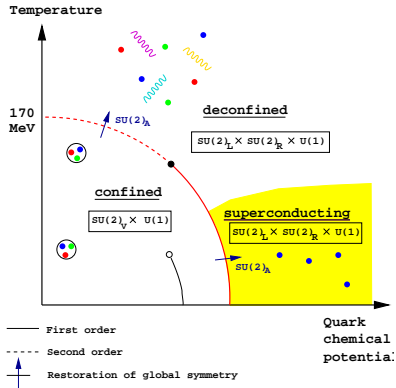 Temperature
170
MeV
SU(2)A
deconfined
SU(2)L × SU(2)R × U(1)
confined
SU(2)V × U(1)
superconducting
SU(2)L × SU(2)R × U(1)
SU(2)A
Quark
chemical
potential
First order
Second order
Restoration of global symmetry